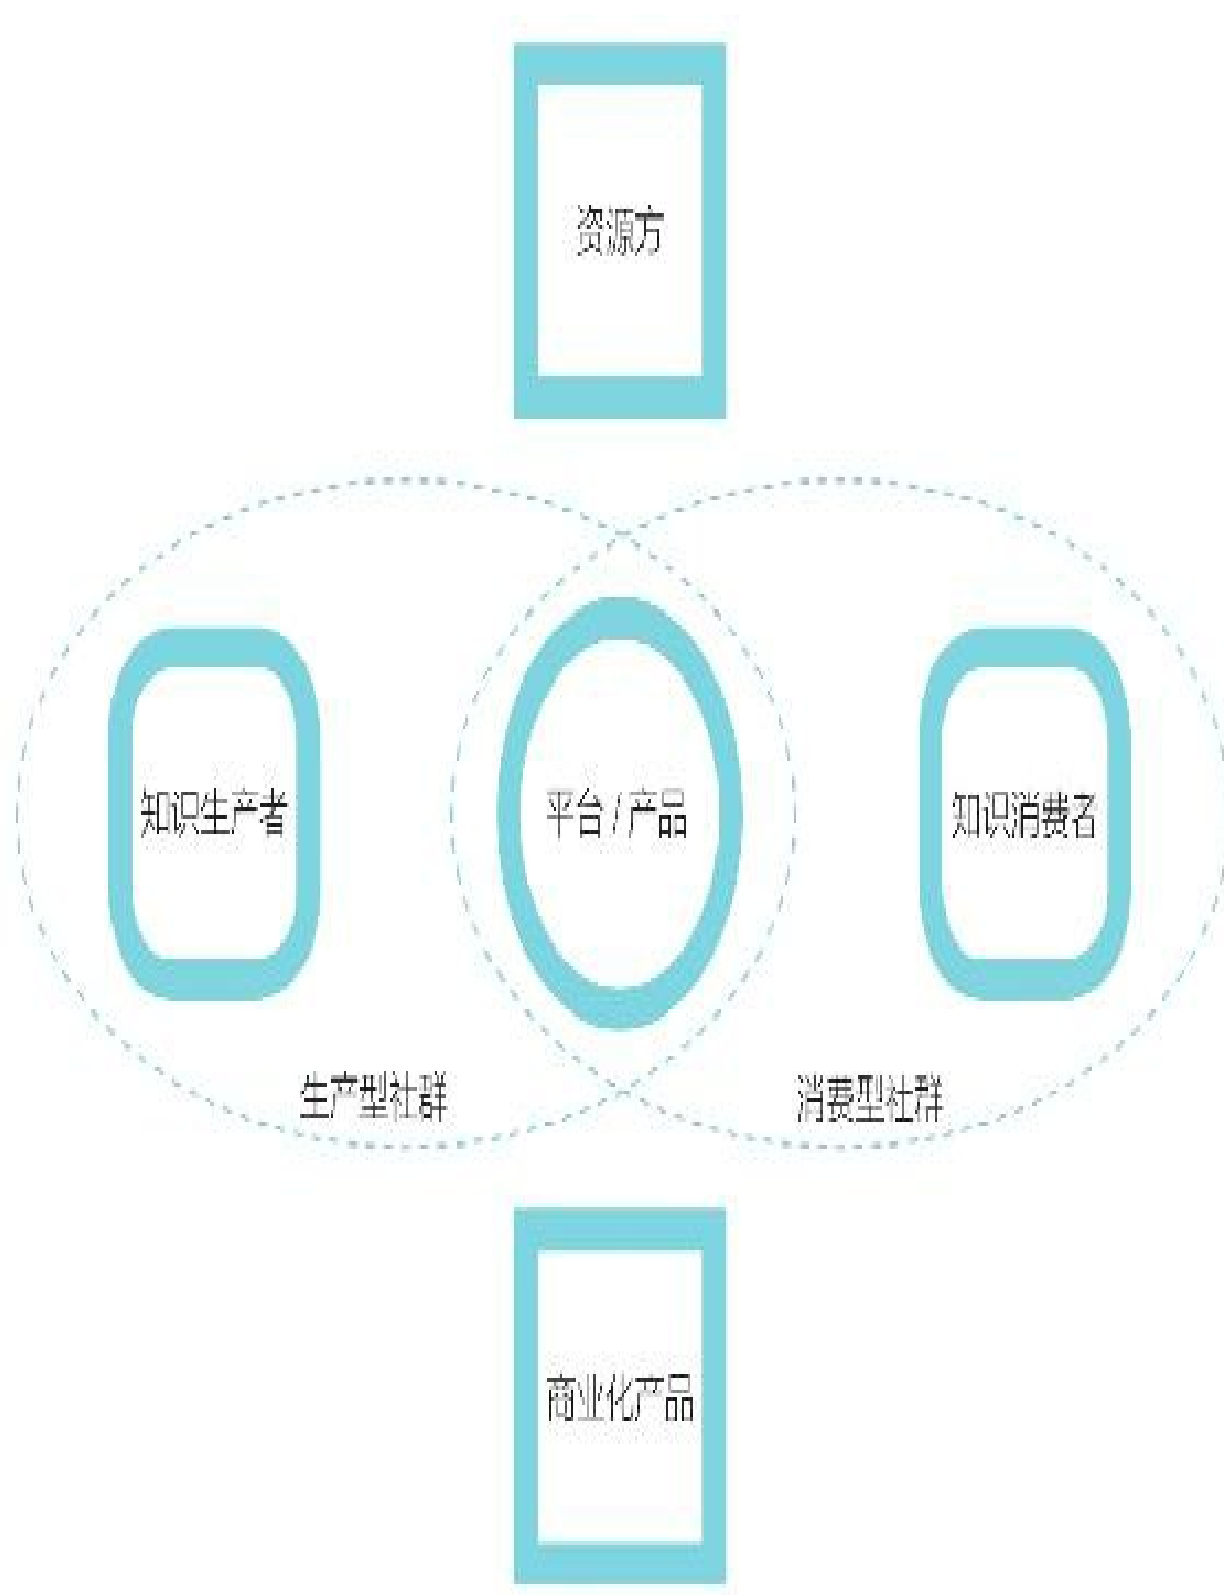 资源方
知识生产者
平台 / 产品
知识消费者
生产型社群
消费型社群
商业化产品